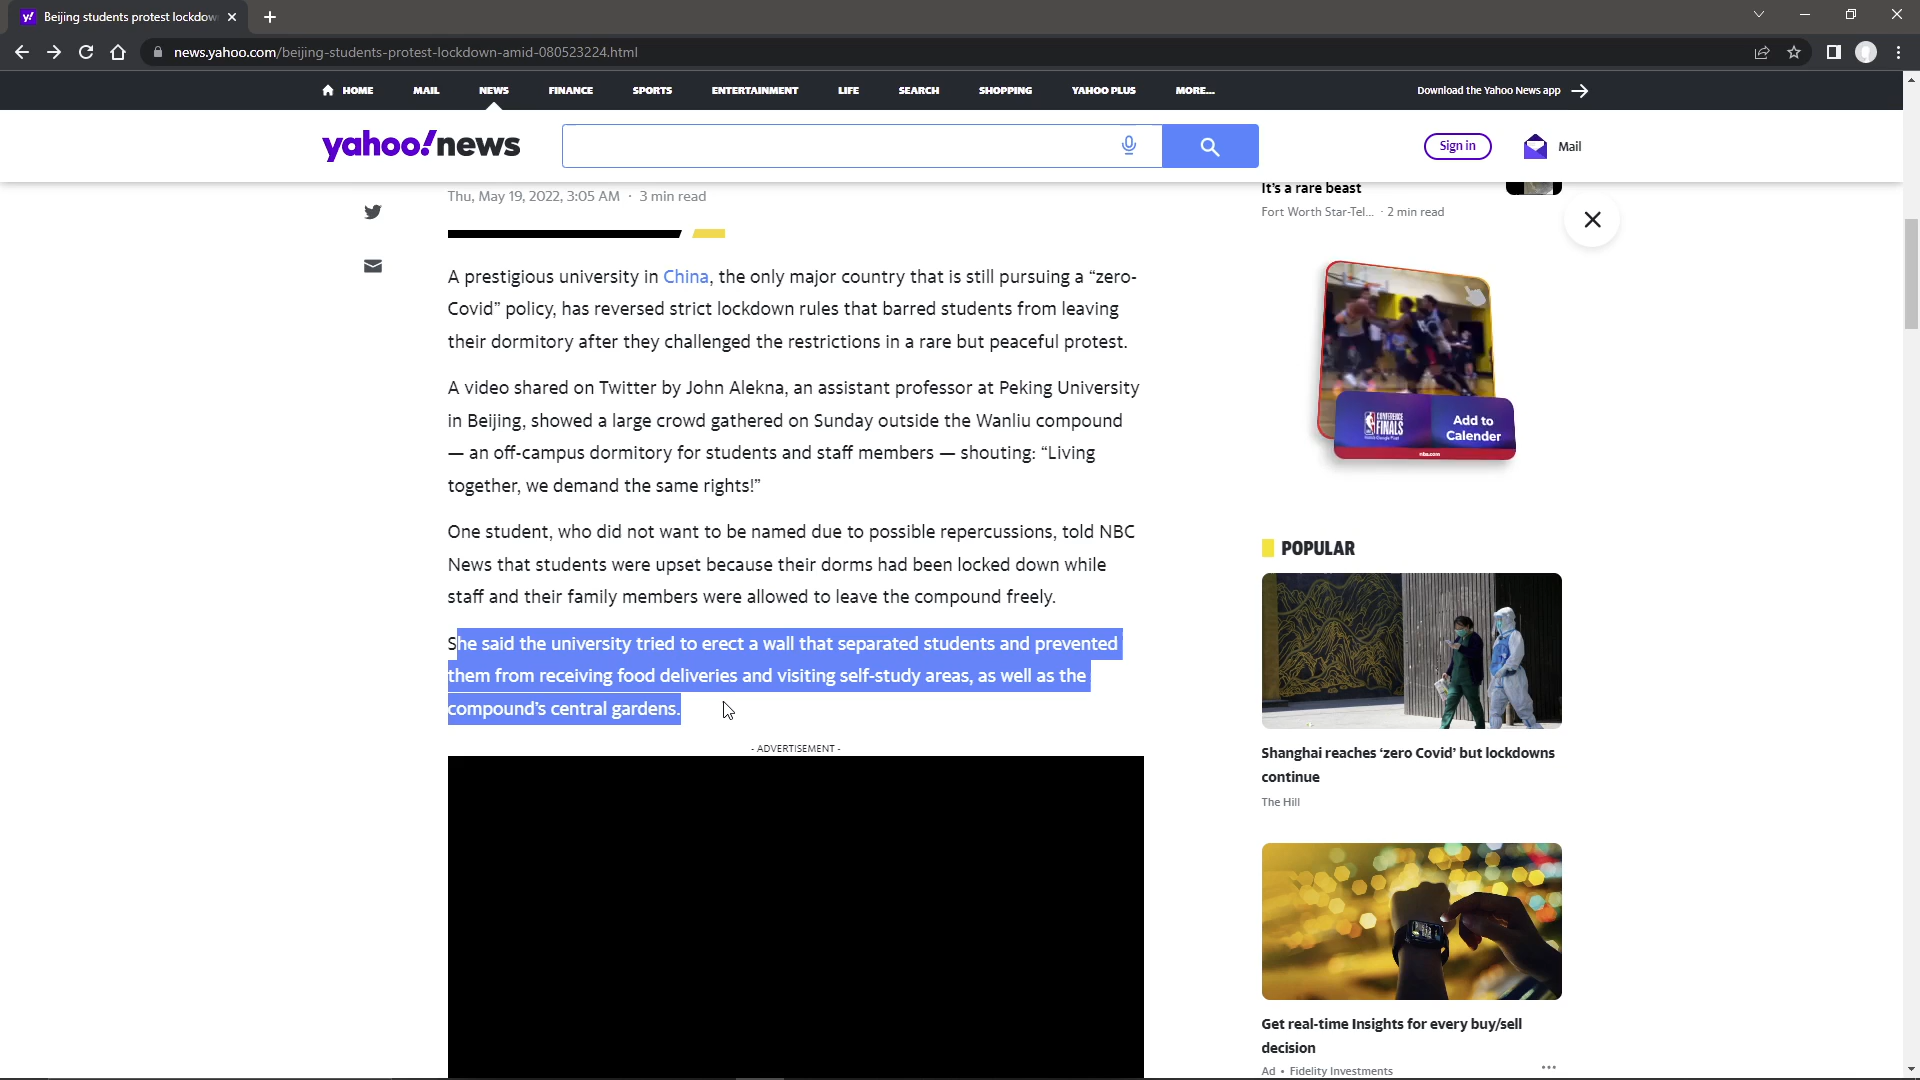 Beijing students protest lockdow
news.yahoo.com/beijing-students-protest-lockdown-amid-080523224.html
HOME MAIL NEWS FINANCE SPORTS ENTERTAINMENT LIFE SEARCH SHOPPING YAHOO PLUS MORE...
Download the Yahoo News app
yahoo!news
Sign in
Mail
Thu, May 19, 2022, 3:05 AM · 3 min read
A prestigious university in China, the only major country that is still pursuing a “zero-
Covid” policy, has reversed strict lockdown rules that barred students from leaving
their dormitory after they challenged the restrictions in a rare but peaceful protest.
A video shared on Twitter by John Alekna, an assistant professor at Peking University
in Beijing, showed a large crowd gathered on Sunday outside the Wanliu compound
— an off-campus dormitory for students and staff members — shouting: “Living
together, we demand the same rights!”
One student, who did not want to be named due to possible repercussions, told NBC
News that students were upset because their dorms had been locked down while
staff and their family members were allowed to leave the compound freely.
She said the university tried to erect a wall that separated students and prevented
them from receiving food deliveries and visiting self-study areas, as well as the
compound’s central gardens.
- ADVERTISEMENT -
It's a rare beast
Fort Worth Star-Tel... · 2 min read
CONFERENCE
FINALS
Add to
Calender
nba.com
POPULAR
Shanghai reaches ‘zero Covid’ but lockdowns
continue
The Hill
Get real-time Insights for every buy/sell
decision
Ad • Fidelity Investments